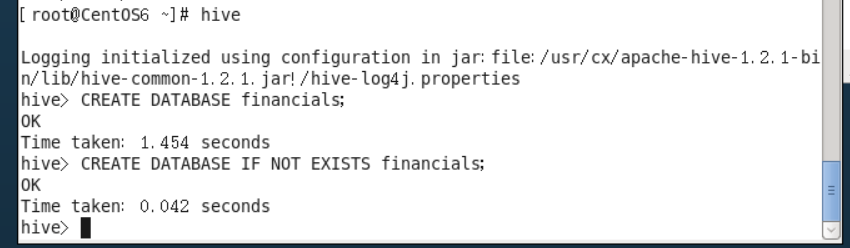 [root@CentOS6 ~]# hive
Logging initialized using configuration in jar:file:/usr/cx/apache-hive-1.2.1-bi
n/lib/hive-common-1.2.1.jar!/hive-log4j.properties
hive> CREATE DATABASE financials;
OK
Time taken: 1.454 seconds
hive> CREATE DATABASE IF NOT EXISTS financials;
OK
Time taken: 0.042 seconds
hive>